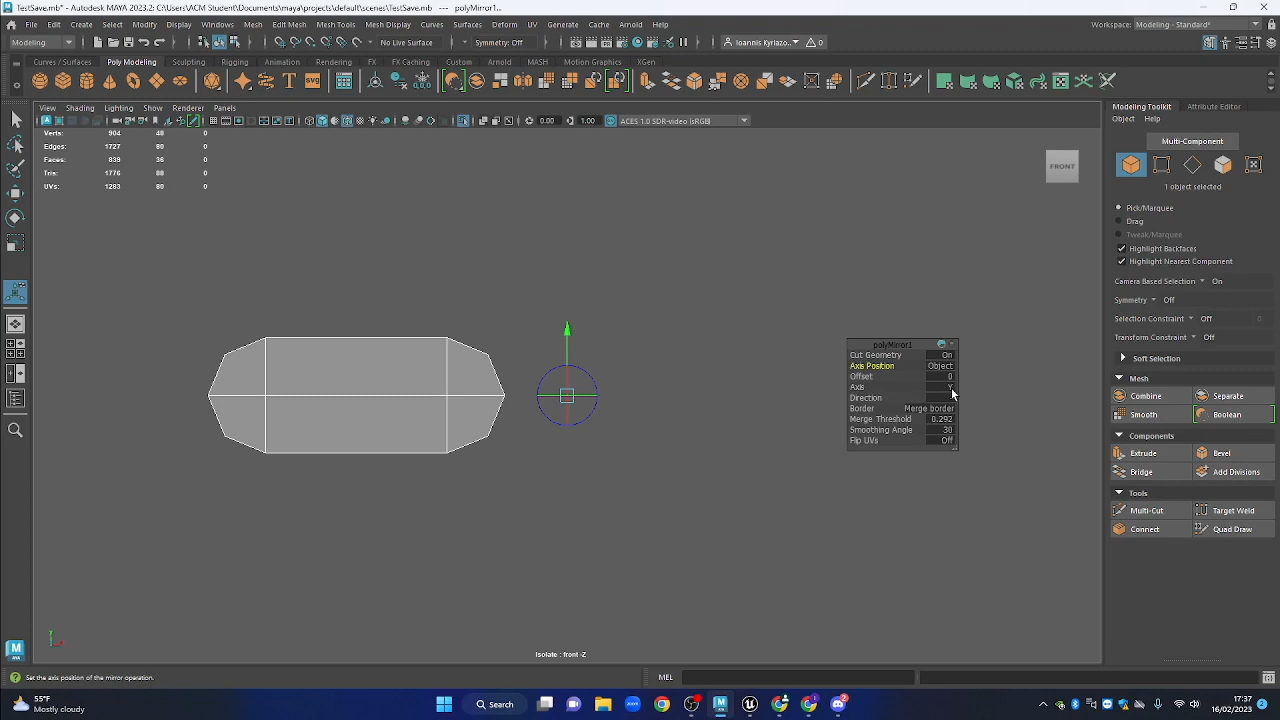 TestSave.mb* - Autodesk MAYA 2023.2: C:\Users\ACM Student\Documents\maya\projects\default\scenes\TestSave.mb --- polyMirror1...
File Edit Create Select Modify Display Windows Mesh Edit Mesh Mesh Tools Mesh Display Curves Surfaces Deform UV Generate Cache Arnold Help
Workspace: Modeling - Standard*
Modeling
No Live Surface
Symmetry: Off
Ioannis Kyriazo...
0
Curves / Surfaces Poly Modeling Sculpting Rigging Animation Rendering FX FX Caching Custom Arnold MASH Motion Graphics XGen
SVG
View Shading Lighting Show Renderer Panels
0.00
1.00
ACES 1.0 SDR-video (sRGB)
Verts: 904 48 0
Edges: 1727 80 0
Faces: 839 36 0
Tris: 1776 88 0
UVs: 1283 80 0
FRONT
polyMirror1
Cut Geometry On
Axis Position Object
Offset 0
Axis Y
Direction
Border Merge border
Merge Threshold 0.292
Smoothing Angle 30
Flip UVs Off
Isolate : front -Z
Modeling Toolkit Attribute Editor
Object Help
Multi-Component
1 object selected
Pick/Marquee
Drag
Tweak/Marquee
Highlight Backfaces
Highlight Nearest Component
Camera Based Selection On
Symmetry Off
Selection Constraint Off 0
Transform Constraint Off
Soft Selection
Mesh
Combine Separate
Smooth Boolean
Components
Extrude Bevel
Bridge Add Divisions
Tools
Multi-Cut Target Weld
Connect Quad Draw
Set the axis position of the mirror operation.
MEL
55°F
Mostly cloudy
Search
zoom
2
17:37
16/02/2023
2